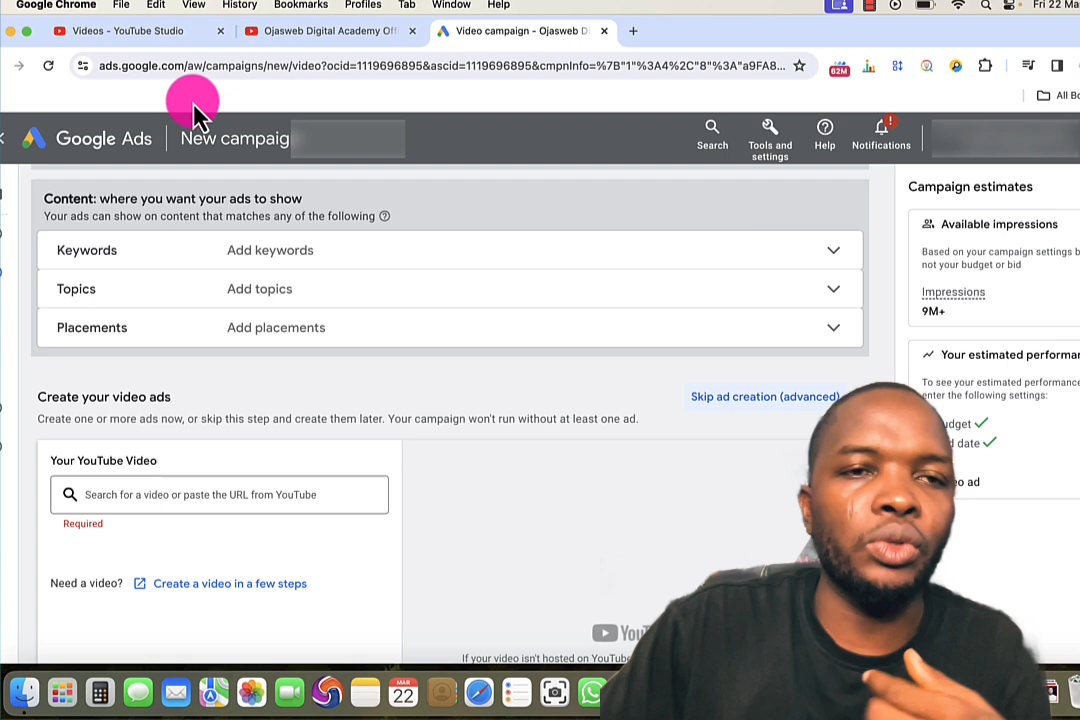 Google Chrome File Edit View History Bookmarks Profiles Tab Window Help Fri 22 Ma
Videos - YouTube Studio
Ojasweb Digital Academy Off
Video campaign - Ojasweb D
ads.google.com/aw/campaigns/new/video?ocid=1119696895&ascid=1119696895&cmpnInfo=%7B"1"%3A4%2C"8"%3A"a9FA8...
62M
All Bo
Google Ads
New campaig
Search
Tools and settings
Help
Notifications
Content: where you want your ads to show
Your ads can show on content that matches any of the following
Keywords Add keywords
Topics Add topics
Placements Add placements
Create your video ads
Skip ad creation (advanced)
Create one or more ads now, or skip this step and create them later. Your campaign won't run without at least one ad.
Your YouTube Video
Search for a video or paste the URL from YouTube
Required
Need a video? Create a video in a few steps
You
If your video isn't hosted on YouTube
Campaign estimates
Available impressions
Based on your campaign settings b
not your budget or bid
Impressions
9M+
Your estimated performa
To see your estimated performance
enter the following settings:
udget
d date
eo ad
MAR
22